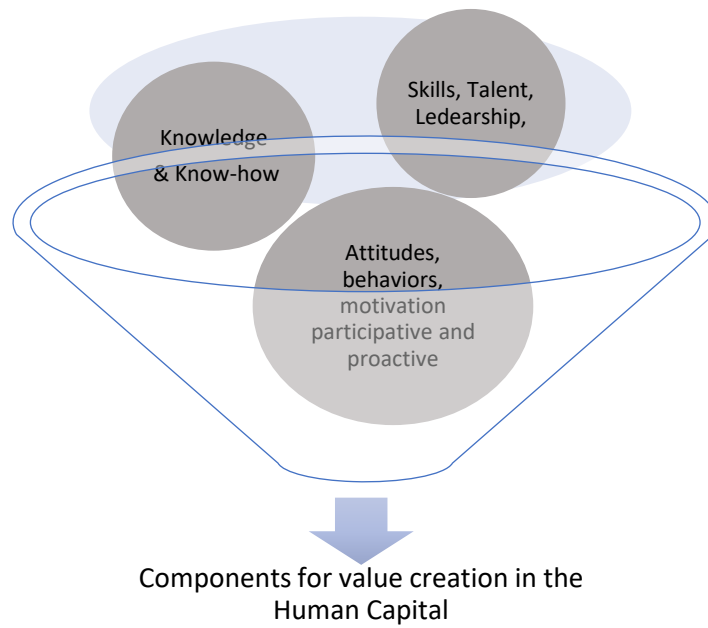 Skills, Talent,
Ledearship,
Knowledge
& Know-how
Attitudes,
behaviors,
motivation
participative and
proactive
Components for value creation in the
Human Capital